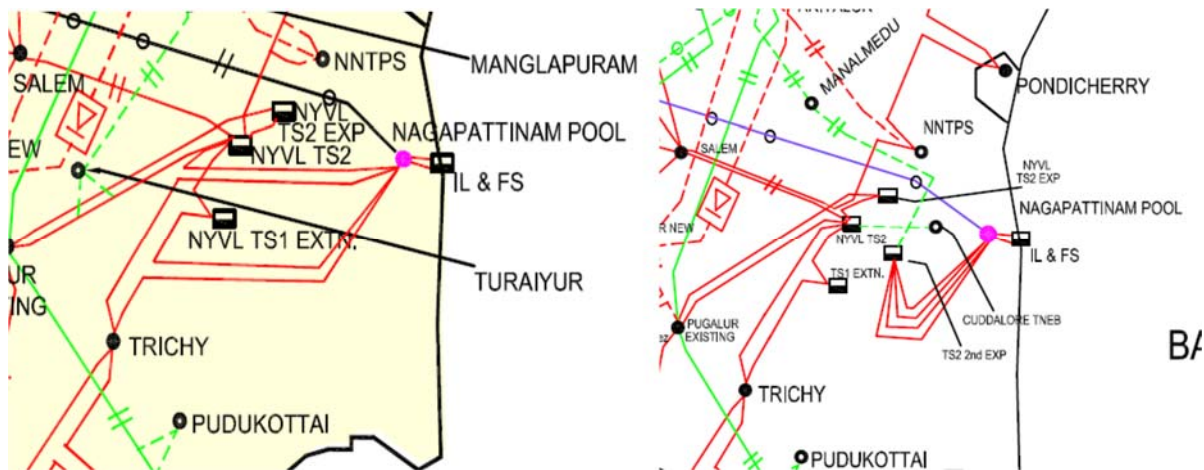 NNTPS
MANGLAPURAM
SALEM
NYVL
TS2 EXP
NAGAPATTINAM POOL
EW
NYVL TS2
IL & FS
NYVL TS1 EXTN.
UR
TURAIYUR
ING
TRICHY
PUDUKOTTAI
MANALMEDU
PONDICHERRY
NNTPS
SALEM
NYVL
TS2 EXP
NAGAPATTINAM POOL
R NEW
NYVL TS2
IL & FS
TS1 EXTN.
CUDDALORE TNEB
PUGALUR
EXISTING
TS2 2nd EXP
BA
TRICHY
PUDUKOTTAI